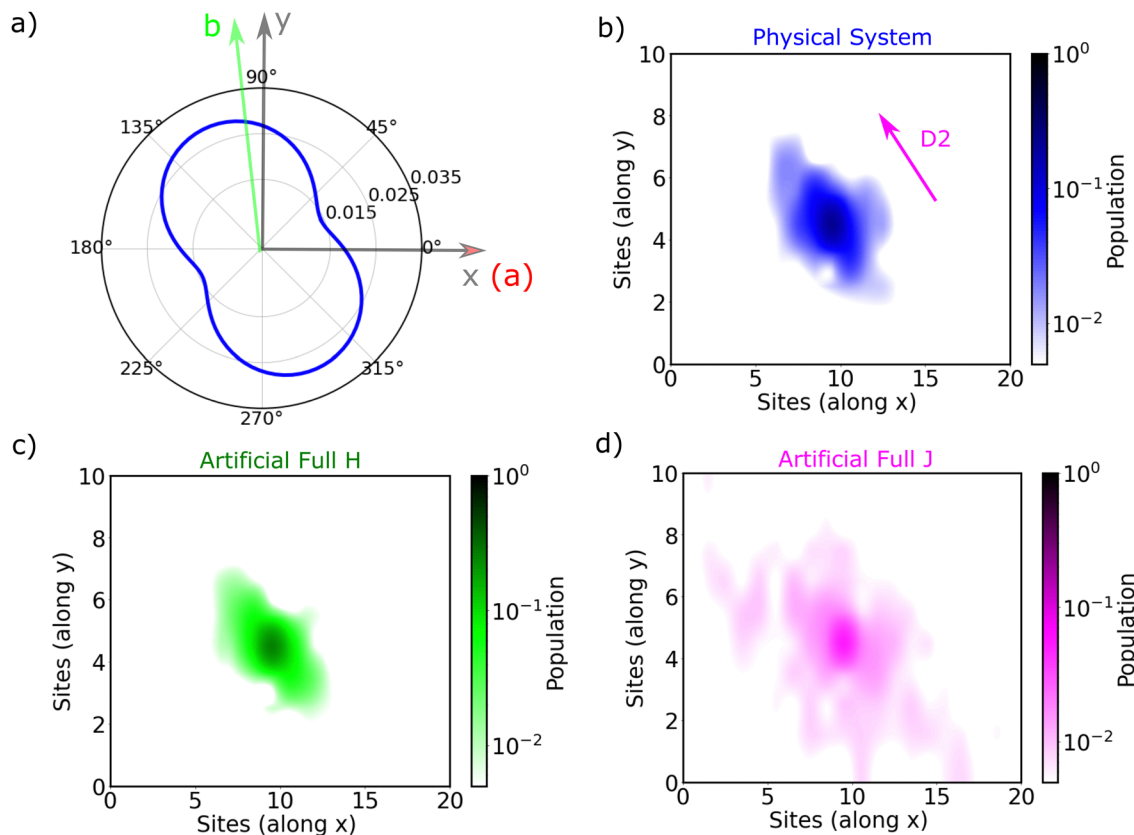 a)
b
y
90°
135°
45°
0.035
0.025
0.015
180°
0°
x (a)
225°
315°
270°
b)
Physical System
10
8
6
4
2
0
Sites (along y)
D2
0
5
10
15
20
Sites (along x)
10⁰
10⁻¹
10⁻²
Population
c)
Artificial Full H
10
8
6
4
2
0
Sites (along y)
0
5
10
15
20
Sites (along x)
10⁰
10⁻¹
10⁻²
Population
d)
Artificial Full J
10
8
6
4
2
0
Sites (along y)
0
5
10
15
20
Sites (along x)
10⁰
10⁻¹
10⁻²
Population